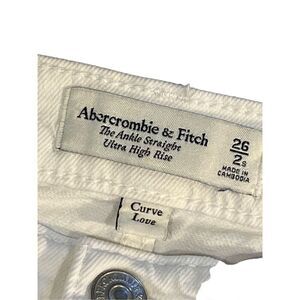 Abercrombie & Fitch
The Ankle Straight
Ultra High Rise
26
2s
MADE IN
CAMBODIA
Curve
Love